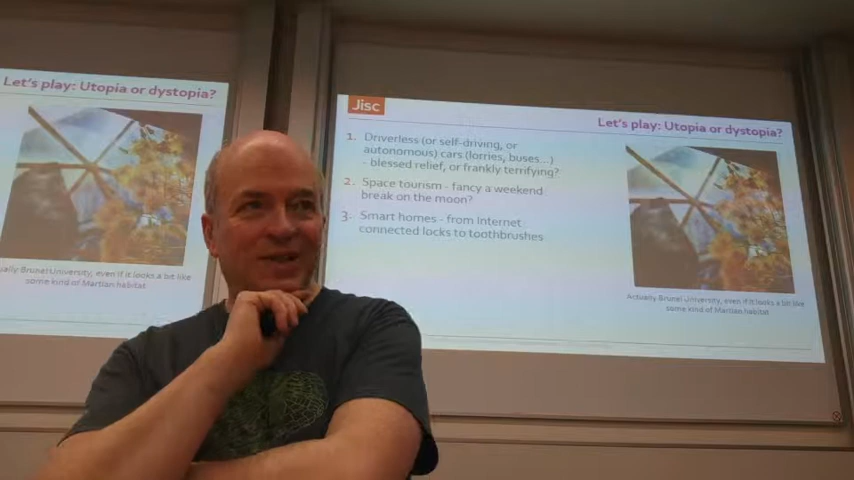 Let's play: Utopia or dystopia?
ually Brunel University, even if it looks a bit like
some kind of Martian habitat
Jisc
Let's play: Utopia or dystopia?
1. Driverless (or self-driving, or
autonomous) cars (lorries, buses...)
- blessed relief, or frankly terrifying?
2. Space tourism - fancy a weekend
break on the moon?
3. Smart homes - from Internet
connected locks to toothbrushes
Actually Brunel University, even if it looks a bit like
some kind of Martian habitat